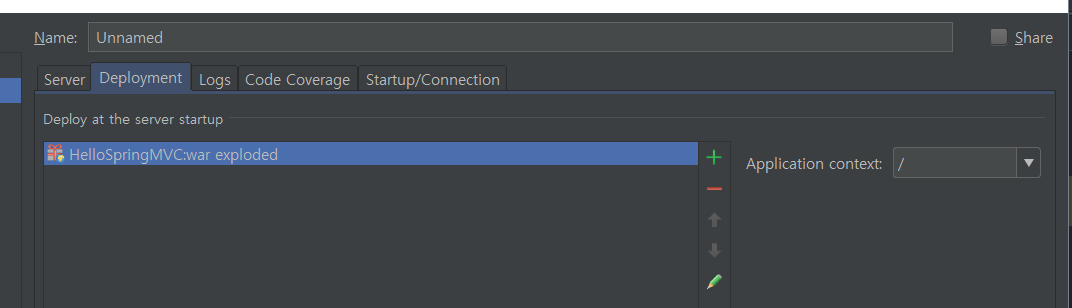 Name: Unnamed Share
Server Deployment Logs Code Coverage Startup/Connection
Deploy at the server startup
HelloSpringMVC:war exploded
Application context: /